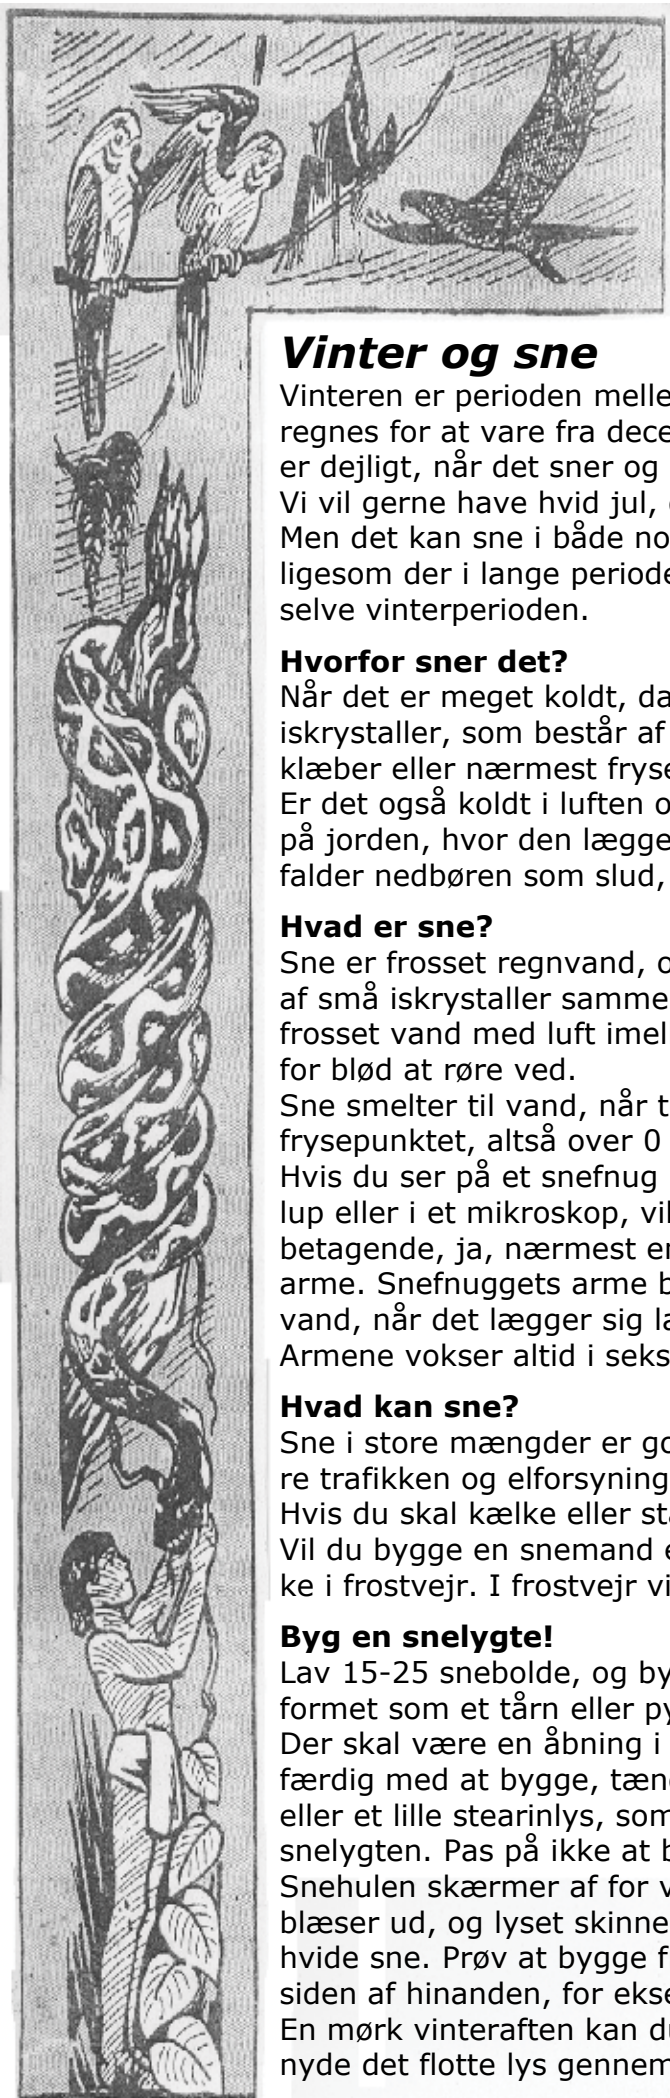 Vinter og sne
Vinteren er perioden melle
regnes for at vare fra dece
er dejligt, når det sner og
Vi vil gerne have hvid jul,
Men det kan sne i både no
ligesom der i lange periode
selve vinterperioden.
Hvorfor sner det?
Når det er meget koldt, da
iskrystaller, som består af
klæber eller nærmest fryse
Er det også koldt i luften o
på jorden, hvor den lægge
falder nedbøren som slud,
Hvad er sne?
Sne er frosset regnvand, o
af små iskrystaller samme
frosset vand med luft imel
for blød at røre ved.
Sne smelter til vand, når t
frysepunktet, altså over 0
Hvis du ser på et snefnug
lup eller i et mikroskop, vil
betagende, ja, nærmest er
arme. Snefnuggets arme b
vand, når det lægger sig la
Armene vokser altid i seks
Hvad kan sne?
Sne i store mængder er go
re trafikken og elforsyning
Hvis du skal kælke eller sta
Vil du bygge en snemand e
ke i frostvejr. I frostvejr vi
Byg en snelygte!
Lav 15-25 snebolde, og by
formet som et tårn eller py
Der skal være en åbning i
færdig med at bygge, tæn
eller et lille stearinlys, som
snelygten. Pas på ikke at b
Snehulen skærmer af for v
blæser ud, og lyset skinne
hvide sne. Prøv at bygge f
siden af hinanden, for ekse
En mørk vinteraften kan du
nyde det flotte lys gennem